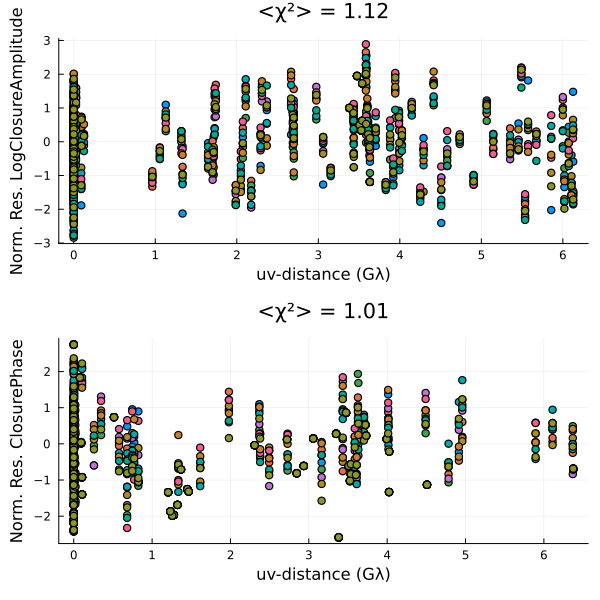 <χ²> = 1.12
Norm. Res. LogClosureAmplitude
3
2
1
0
−1
−2
−3
0 1 2 3 4 5 6
uv-distance (Gλ)
<χ²> = 1.01
Norm. Res. ClosurePhase
2
1
0
−1
−2
0 1 2 3 4 5 6
uv-distance (Gλ)